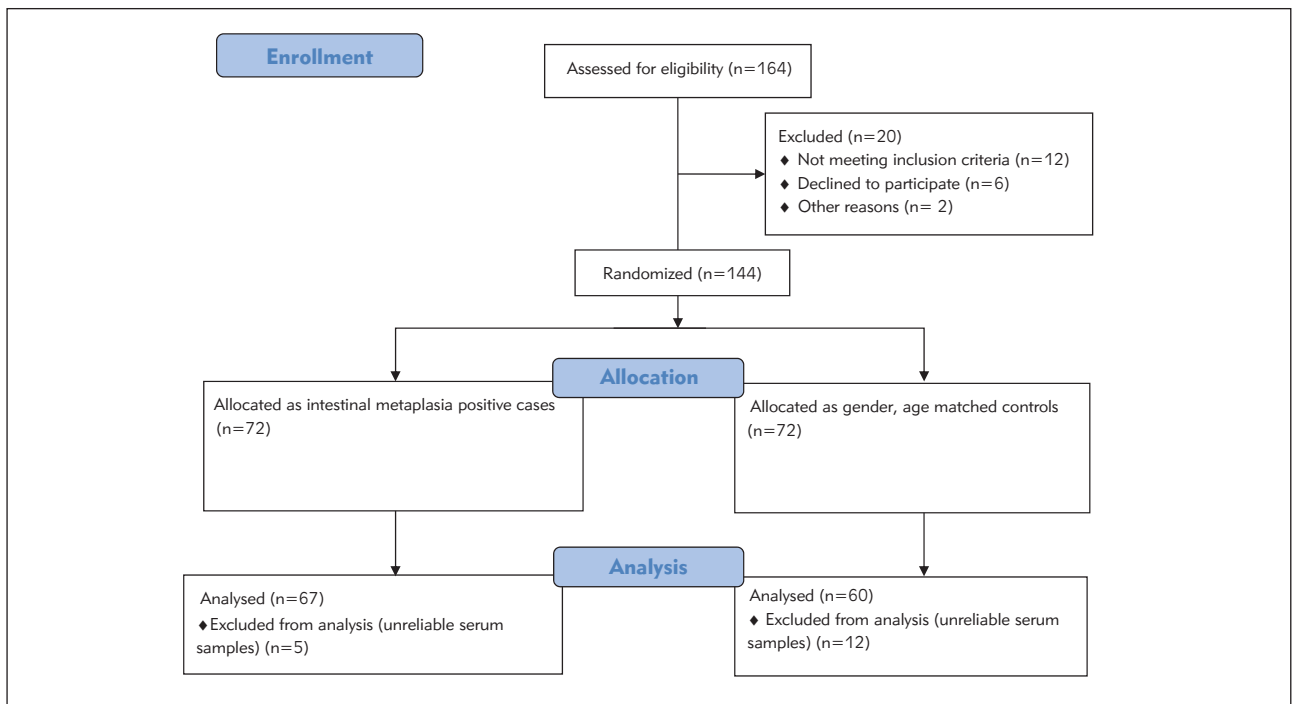 Enrollment
Assessed for eligibility (n=164)
Excluded (n=20)
♦ Not meeting inclusion criteria (n=12)
♦ Declined to participate (n=6)
♦ Other reasons (n= 2)
Randomized (n=144)
Allocation
Allocated as intestinal metaplasia positive cases
(n=72)
Allocated as gender, age matched controls
(n=72)
Analysis
Analysed (n=67)
♦Excluded from analysis (unreliable serum
samples) (n=5)
Analysed (n=60)
♦ Excluded from analysis (unreliable serum
samples) (n=12)